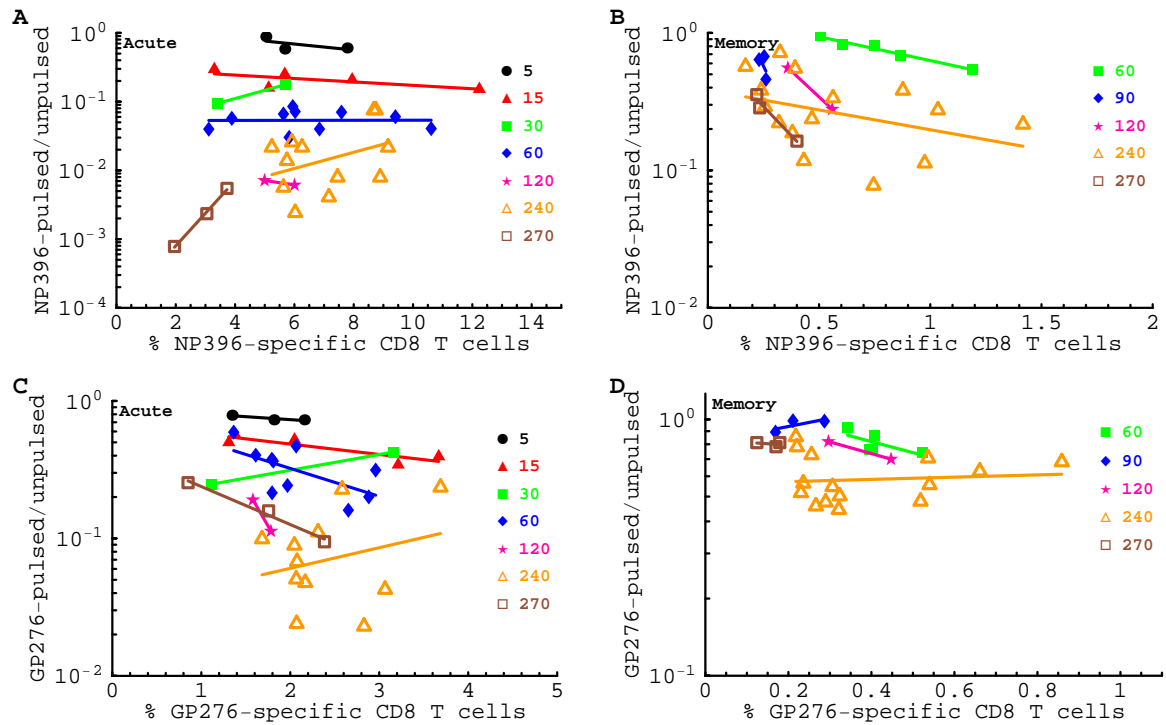 A
Acute
NP396-pulsed/unpulsed
10^0
10^-1
10^-2
10^-3
10^-4
0 2 4 6 8 10 12 14
% NP396-specific CD8 T cells
5
15
30
60
120
240
270
B
Memory
NP396-pulsed/unpulsed
10^0
10^-1
10^-2
0 0.5 1 1.5 2
% NP396-specific CD8 T cells
60
90
120
240
270
C
Acute
GP276-pulsed/unpulsed
10^0
10^-1
10^-2
0 1 2 3 4 5
% GP276-specific CD8 T cells
5
15
30
60
120
240
270
D
Memory
GP276-pulsed/unpulsed
10^0
10^-1
0 0.2 0.4 0.6 0.8 1
% GP276-specific CD8 T cells
60
90
120
240
270